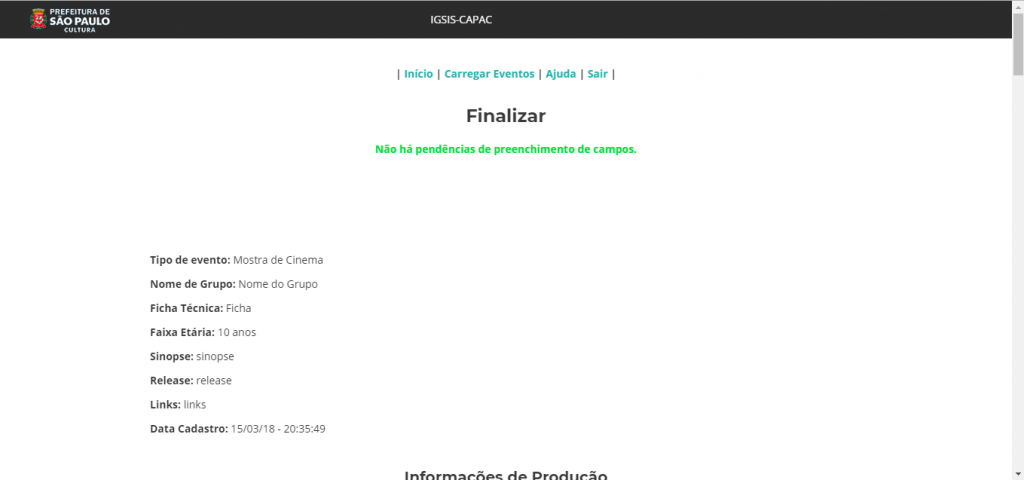 PREFEITURA DE
SÃO PAULO
CULTURA
IGSIS-CAPAC
| Início | Carregar Eventos | Ajuda | Sair |
Finalizar
Não há pendências de preenchimento de campos.
Tipo de evento: Mostra de Cinema
Nome de Grupo: Nome do Grupo
Ficha Técnica: Ficha
Faixa Etária: 10 anos
Sinopse: sinopse
Release: release
Links: links
Data Cadastro: 15/03/18 - 20:35:49
Informações de Produção